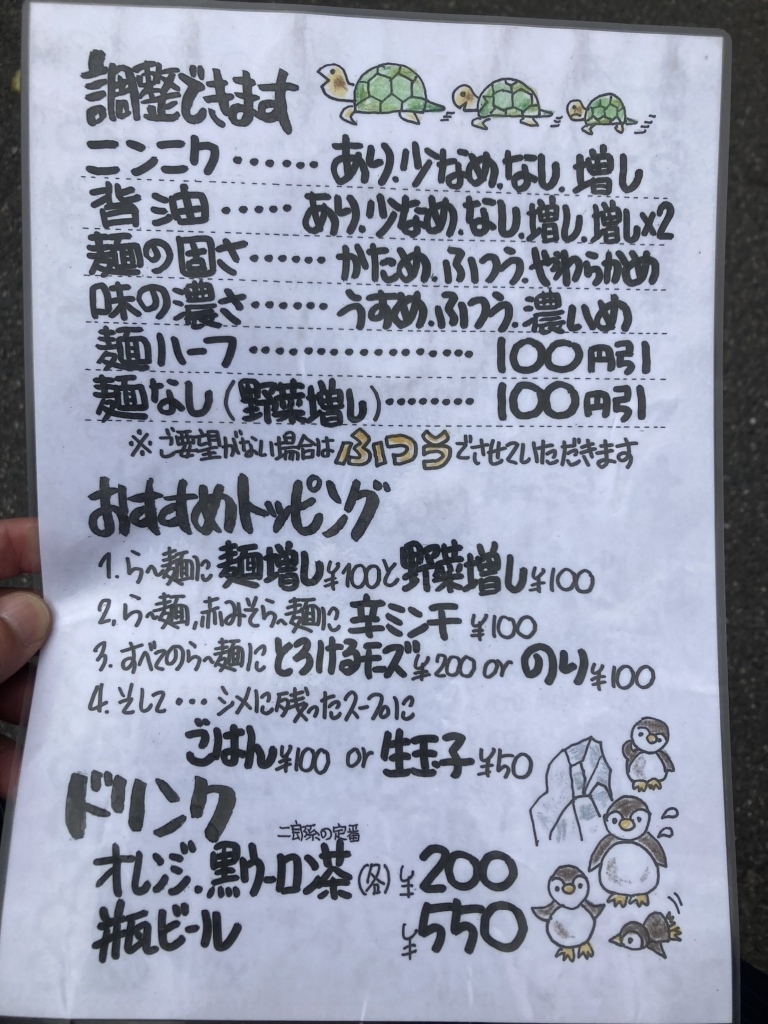 調整できます
ニンニク・・・・・・あり.少なめ.なし.増し
背油・・・・・あり.少なめ.なし.増し.増し×2
麺の固さ・・・・・・かため.ふつう.やわらかめ
味の濃さ・・・・・・うすめ.ふつう.濃いめ
麺ハーフ・・・・・・・・・・・・・・・・・100円引
麺なし(野菜増し)・・・・・・・100円引
※ご要望がない場合はふつうでさせていただきます
おすすめトッピング
1.ら〜麺に麺増し¥100と野菜増し¥100
2.ら〜麺,赤みそら〜麺に辛ミンチ¥100
3.すべてのら〜麺にとろけるチーズ¥200 or のり¥100
4.そして・・・シメに残ったスープに
ごはん¥100 or 生玉子¥50
ドリンク
二郎系の定番
オレンジ.黒ウーロン茶(各)¥200
瓶ビール ¥550